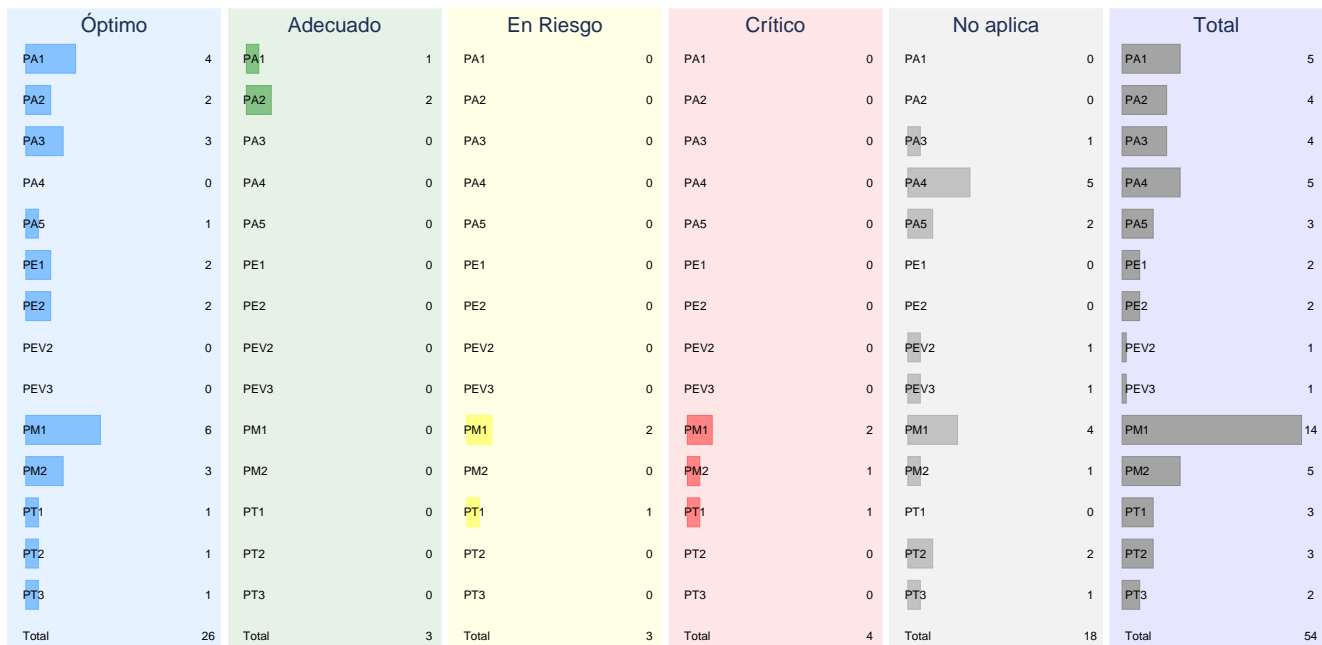 Óptimo Adecuado En Riesgo Crítico No aplica Total
PA1 4 PA1 1 PA1 0 PA1 0 PA1 0 PA1 5
PA2 2 PA2 2 PA2 0 PA2 0 PA2 0 PA2 4
PA3 3 PA3 0 PA3 0 PA3 0 PA3 1 PA3 4
PA4 0 PA4 0 PA4 0 PA4 0 PA4 5 PA4 5
PA5 1 PA5 0 PA5 0 PA5 0 PA5 2 PA5 3
PE1 2 PE1 0 PE1 0 PE1 0 PE1 0 PE1 2
PE2 2 PE2 0 PE2 0 PE2 0 PE2 0 PE2 2
PEV2 0 PEV2 0 PEV2 0 PEV2 0 PEV2 1 PEV2 1
PEV3 0 PEV3 0 PEV3 0 PEV3 0 PEV3 1 PEV3 1
PM1 6 PM1 0 PM1 2 PM1 2 PM1 4 PM1 14
PM2 3 PM2 0 PM2 0 PM2 1 PM2 1 PM2 5
PT1 1 PT1 0 PT1 1 PT1 1 PT1 0 PT1 3
PT2 1 PT2 0 PT2 0 PT2 0 PT2 2 PT2 3
PT3 1 PT3 0 PT3 0 PT3 0 PT3 1 PT3 2
Total 26 Total 3 Total 3 Total 4 Total 18 Total 54